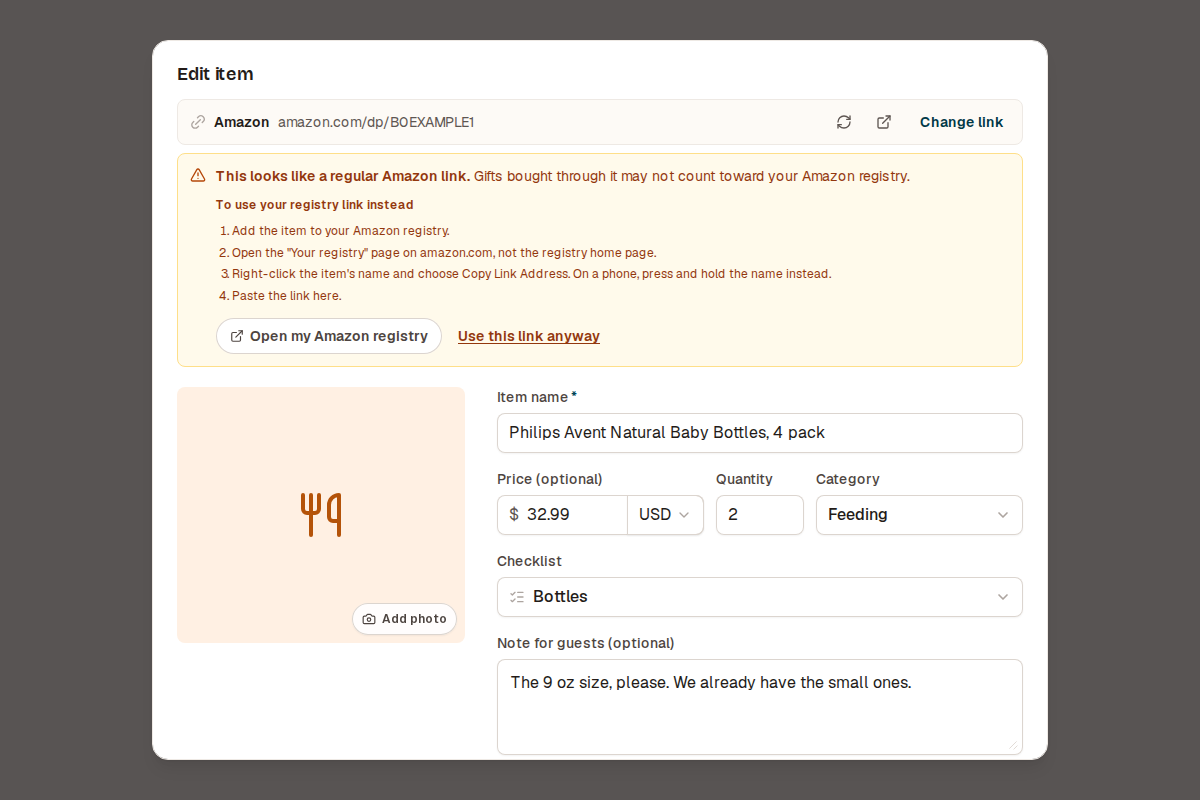 Edit item
Amazon amazon.com/dp/B0EXAMPLE1 Change link
This looks like a regular Amazon link. Gifts bought through it may not count toward your Amazon registry.
To use your registry link instead
1. Add the item to your Amazon registry.
2. Open the "Your registry" page on amazon.com, not the registry home page.
3. Right-click the item's name and choose Copy Link Address. On a phone, press and hold the name instead.
4. Paste the link here.
Open my Amazon registry Use this link anyway
Add photo
Item name *
Philips Avent Natural Baby Bottles, 4 pack
Price (optional) Quantity Category
$ 32.99 USD 2 Feeding
Checklist
Bottles
Note for guests (optional)
The 9 oz size, please. We already have the small ones.